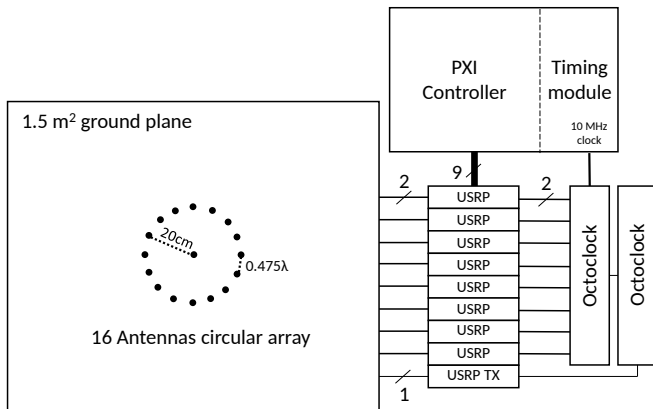 PXI
Controller
Timing
module
10 MHz
clock
1.5 m² ground plane
9
2
2
USRP
USRP
USRP
USRP
USRP
USRP
USRP
USRP
USRP TX
Octoclock
Octoclock
20cm
0.475λ
16 Antennas circular array
1